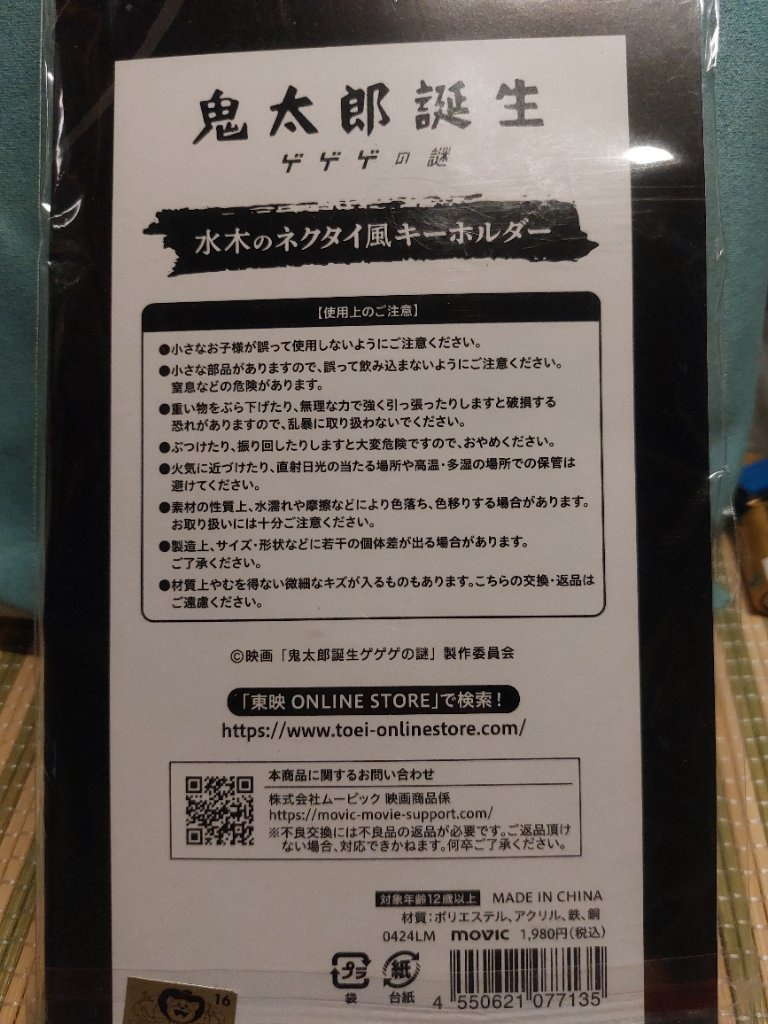 鬼太郎誕生
ゲゲゲの謎
水木のネクタイ風キーホルダー
【使用上のご注意】
●小さなお子様が誤って使用しないようにご注意ください。
●小さな部品がありますので、誤って飲み込まないようにご注意ください。
窒息などの危険があります。
●重い物をぶら下げたり、無理な力で強く引っ張ったりしますと破損する
恐れがありますので、乱暴に取り扱わないでください。
●ぶつけたり、振り回したりしますと大変危険ですので、おやめください。
●火気に近づけたり、直射日光の当たる場所や高温・多湿の場所での保管は
避けてください。
●素材の性質上、水濡れや摩擦などにより色落ち、色移りする場合があります。
お取り扱いには十分ご注意ください。
●製造上、サイズ・形状などに若干の個体差が出る場合があります。
ご了承ください。
●材質上やむを得ない微細なキズが入るものもあります。こちらの交換・返品は
ご遠慮ください。
©映画「鬼太郎誕生ゲゲゲの謎」製作委員会
「東映 ONLINE STORE」で検索！
https://www.toei-onlinestore.com/
本商品に関するお問い合わせ
株式会社ムービック 映画商品係
https://movic-movie-support.com/
※不良交換には不良品の返品が必要です。ご返品頂け
ない場合、対応できかねます。何卒ご了承ください。
対象年齢12歳以上 MADE IN CHINA
材質：ポリエステル、アクリル、鉄、鋼
0424LM movic 1,980円（税込）
プラ 紙
袋 台紙
4 550621 077135
16